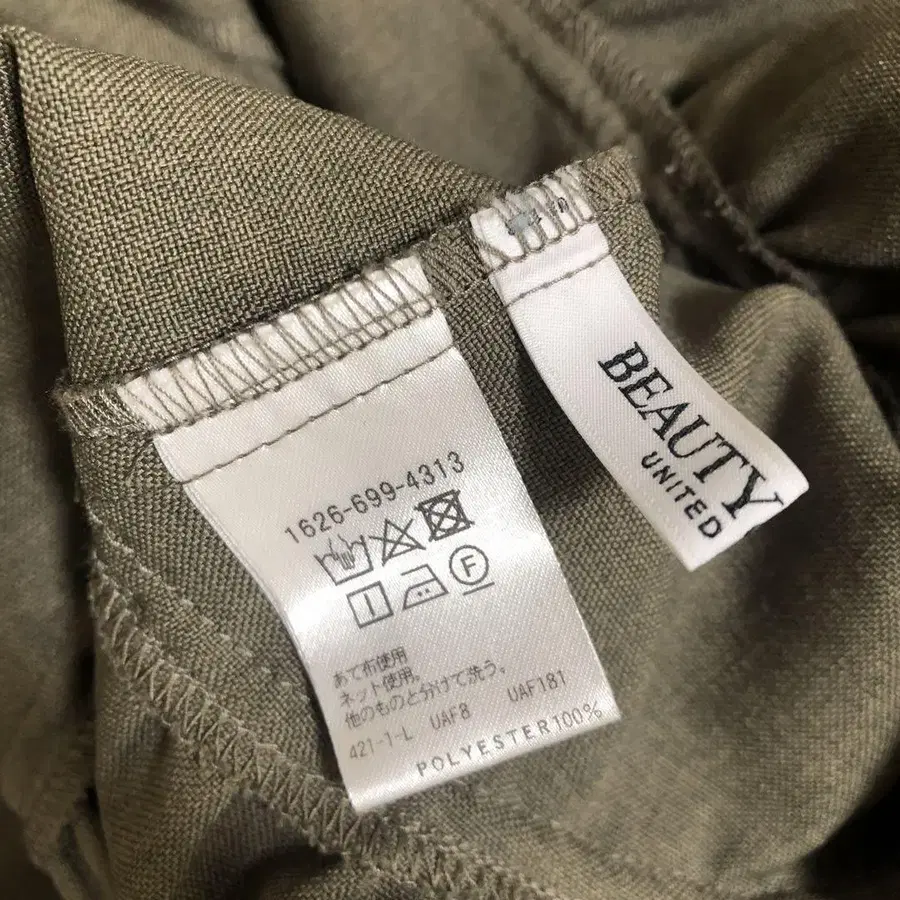 1626-699-4313
F
あて布使用
ネット使用。
他のものと分けて洗う。
421-1-L UAF8 UAF181
POLYESTER100%
BEAUTY
UNITED